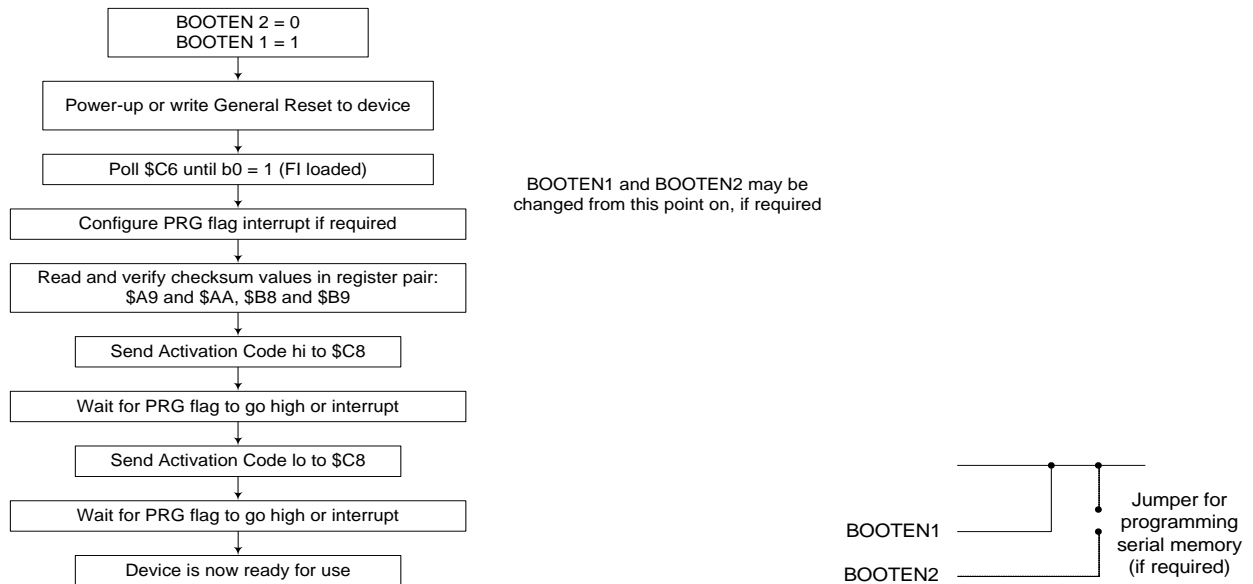 BOOTEN 2 = 0
BOOTEN 1 = 1
Power-up or write General Reset to device
Poll $C6 until b0 = 1 (FI loaded)
BOOTEN1 and BOOTEN2 may be
changed from this point on, if required
Configure PRG flag interrupt if required
Read and verify checksum values in register pair:
$A9 and $AA, $B8 and $B9
Send Activation Code hi to $C8
Wait for PRG flag to go high or interrupt
Send Activation Code lo to $C8
Wait for PRG flag to go high or interrupt
Device is now ready for use
BOOTEN1
BOOTEN2
Jumper for
programming
serial memory
(if required)